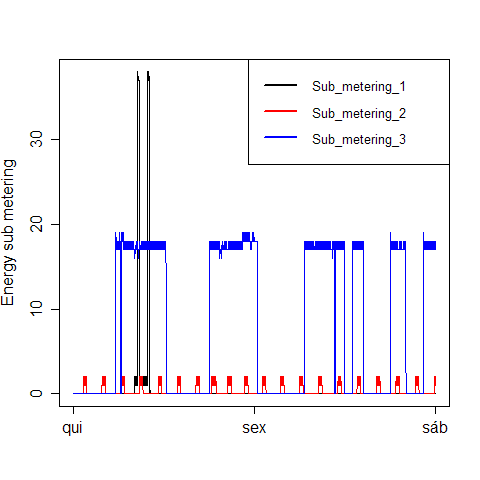 Sub_metering_1
Sub_metering_2
Sub_metering_3
Energy sub metering
30
20
10
0
qui sex sáb